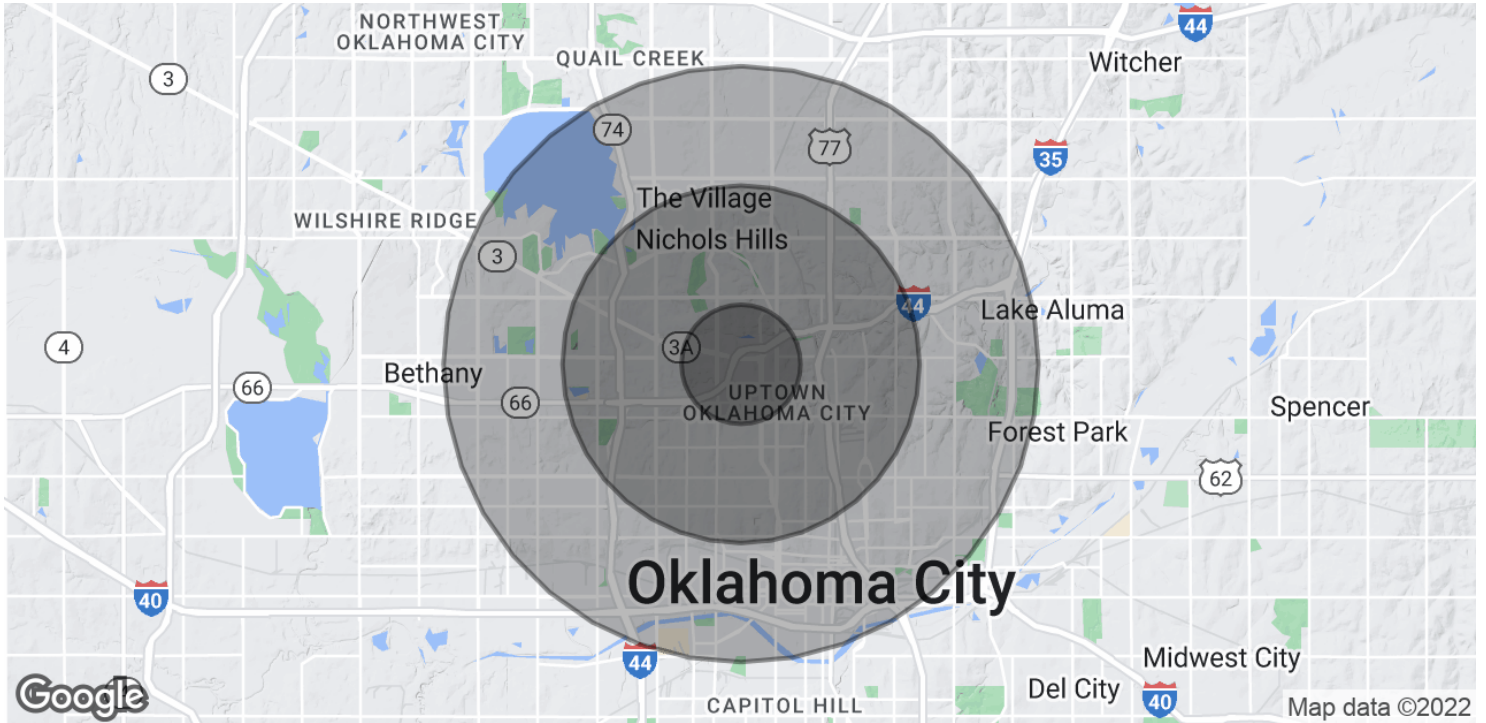 NORTHWEST
OKLAHOMA CITY
44
QUAIL CREEK
Witcher
3
74
77
35
The Village
WILSHIRE RIDGE
Nichols Hills
3
44
Lake Aluma
4
3A
Bethany
66
UPTOWN
OKLAHOMA CITY
66
Spencer
Forest Park
62
Oklahoma City
40
44
Midwest City
Del City
40
CAPITOL HILL
Google
Map data ©2022